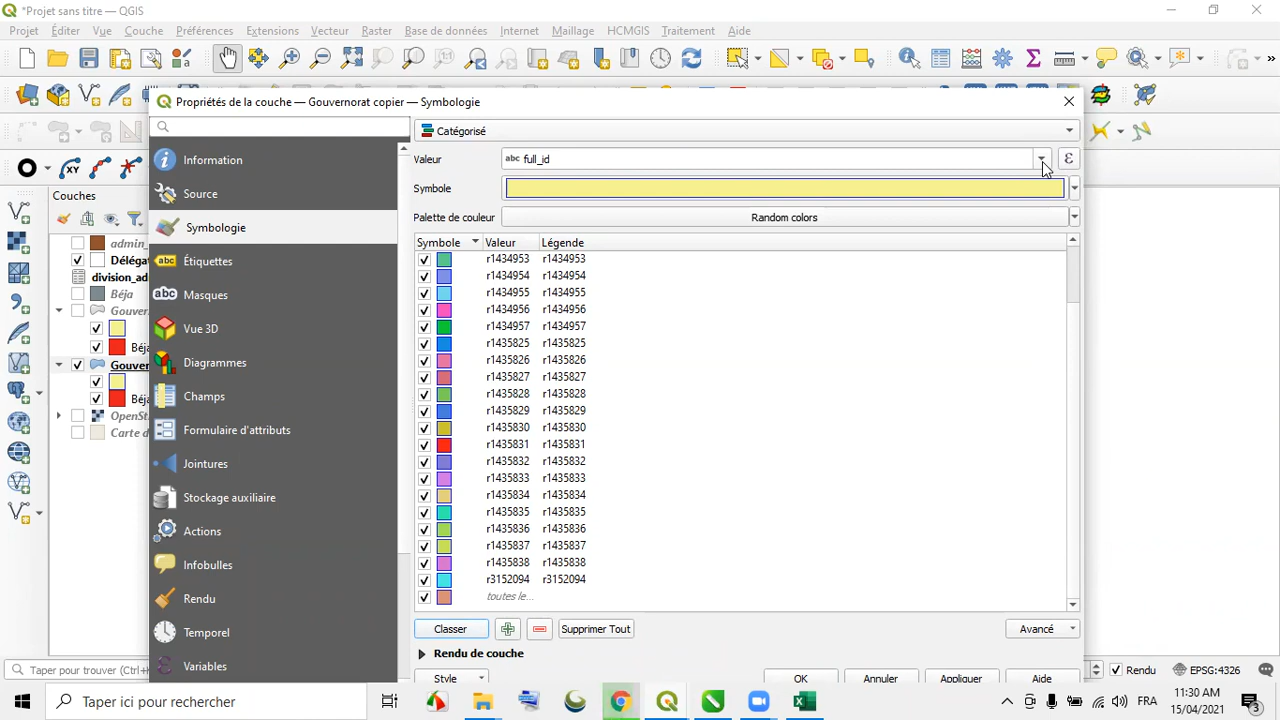 *Projet sans titre — QGIS
Projet Éditer Vue Couche Préférences Extensions Vecteur Raster Base de données Internet Maillage HCMGIS Traitement Aide
Propriétés de la couche — Gouvernorat copier — Symbologie
Catégorisé
Valeur abc full_id ε
Symbole
Palette de couleur Random colors
Symbole Valeur Légende
r1434953 r1434953
r1434954 r1434954
r1434955 r1434955
r1434956 r1434956
r1434957 r1434957
r1435825 r1435825
r1435826 r1435826
r1435827 r1435827
r1435828 r1435828
r1435829 r1435829
r1435830 r1435830
r1435831 r1435831
r1435832 r1435832
r1435833 r1435833
r1435834 r1435834
r1435835 r1435835
r1435836 r1435836
r1435837 r1435837
r1435838 r1435838
r3152094 r3152094
toutes le...
Classer Supprimer Tout Avancé
Rendu de couche
Style OK Annuler Appliquer Aide
Information
Source
Symbologie
abc Étiquettes
abc Masques
Vue 3D
Diagrammes
Champs
Formulaire d'attributs
Jointures
Stockage auxiliaire
Actions
Infobulles
Rendu
Temporel
Variables
Couches
admin_
Délég
division_ad
Béja
Gouver
Béja
Gouver
Béja
OpenSt
Carte d
Taper pour trouver (Ctrl+K Rendu EPSG:4326
Taper ici pour rechercher FRA 11:30 AM
15/04/2021 3